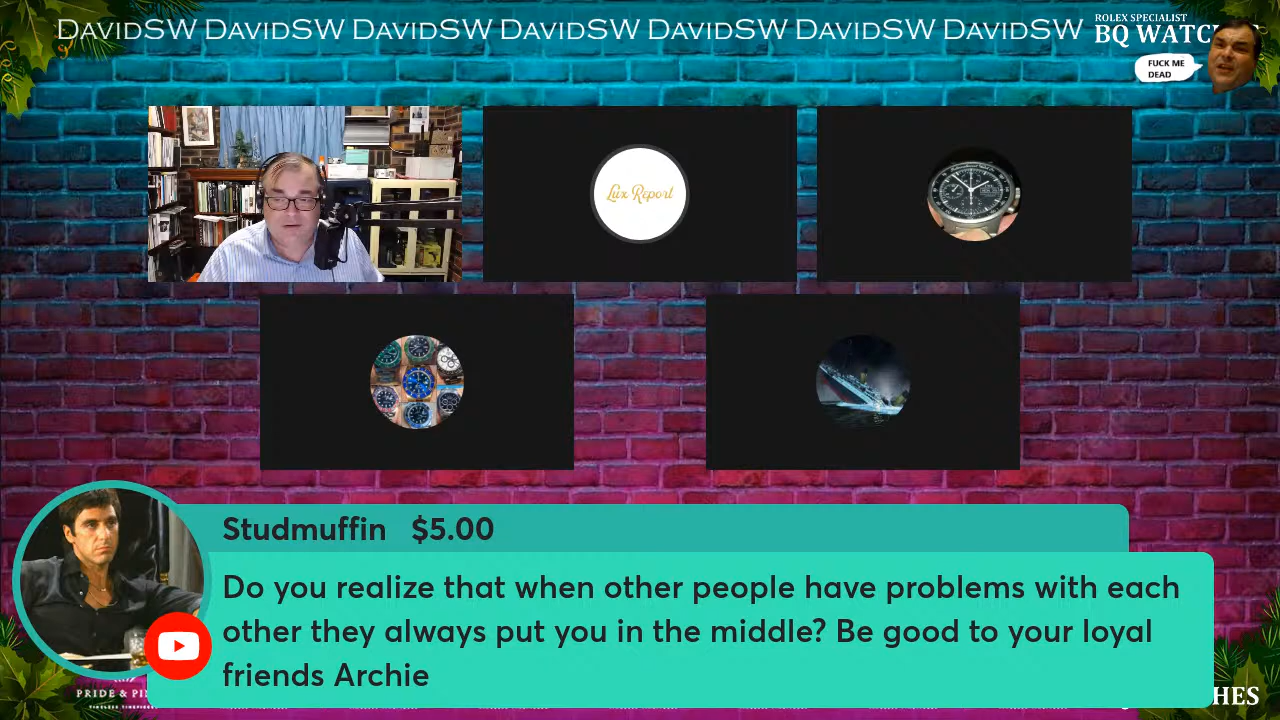 DAVIDSW DAVIDSW DAVIDSW DAVIDSW DAVIDSW DAVIDSW DAVIDSW
ROLEX SPECIALIST
BQ WATC
FUCK ME
DEAD
Lux Report
Studmuffin $5.00
Do you realize that when other people have problems with each
other they always put you in the middle? Be good to your loyal
friends Archie
PRIDE & PI
HES